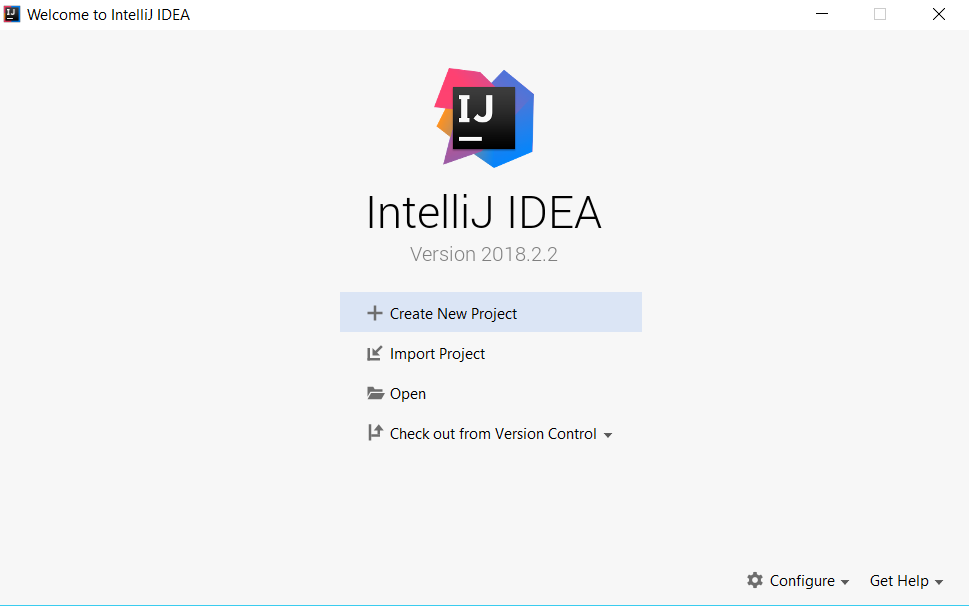 Welcome to IntelliJ IDEA
IJ
IntelliJ IDEA
Version 2018.2.2
Create New Project
Import Project
Open
Check out from Version Control
Configure
Get Help